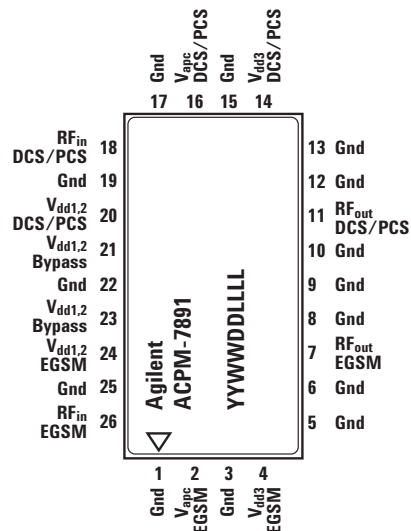 Gnd
Vapc
DCS/PCS
Gnd
Vdd3
DCS/PCS
17 16 15 14
RFin
DCS/PCS
18
Gnd 19
Vdd1,2
DCS/PCS
20
Vdd1,2
Bypass
21
Gnd 22
Vdd1,2
Bypass
23
Vdd1,2
EGSM
24
Gnd 25
RFin
EGSM
26
Agilent
ACPM-7891
YYWWDDLLLL
13 Gnd
12 Gnd
11 RFout
DCS/PCS
10 Gnd
9 Gnd
8 Gnd
7 RFout
EGSM
6 Gnd
5 Gnd
1 2 3 4
Gnd
Vapc
EGSM
Gnd
Vdd3
EGSM